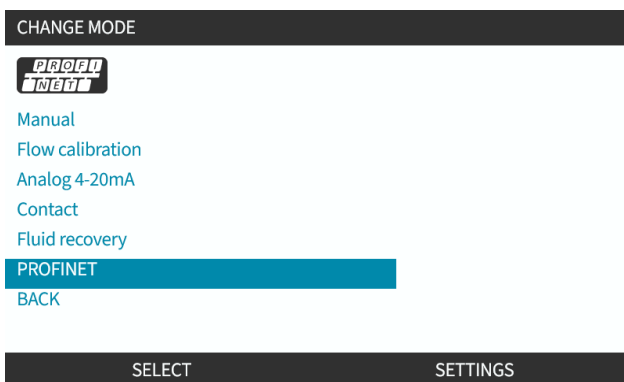 CHANGE MODE
PROFI
NET
Manual
Flow calibration
Analog 4-20mA
Contact
Fluid recovery
PROFINET
BACK
SELECT SETTINGS